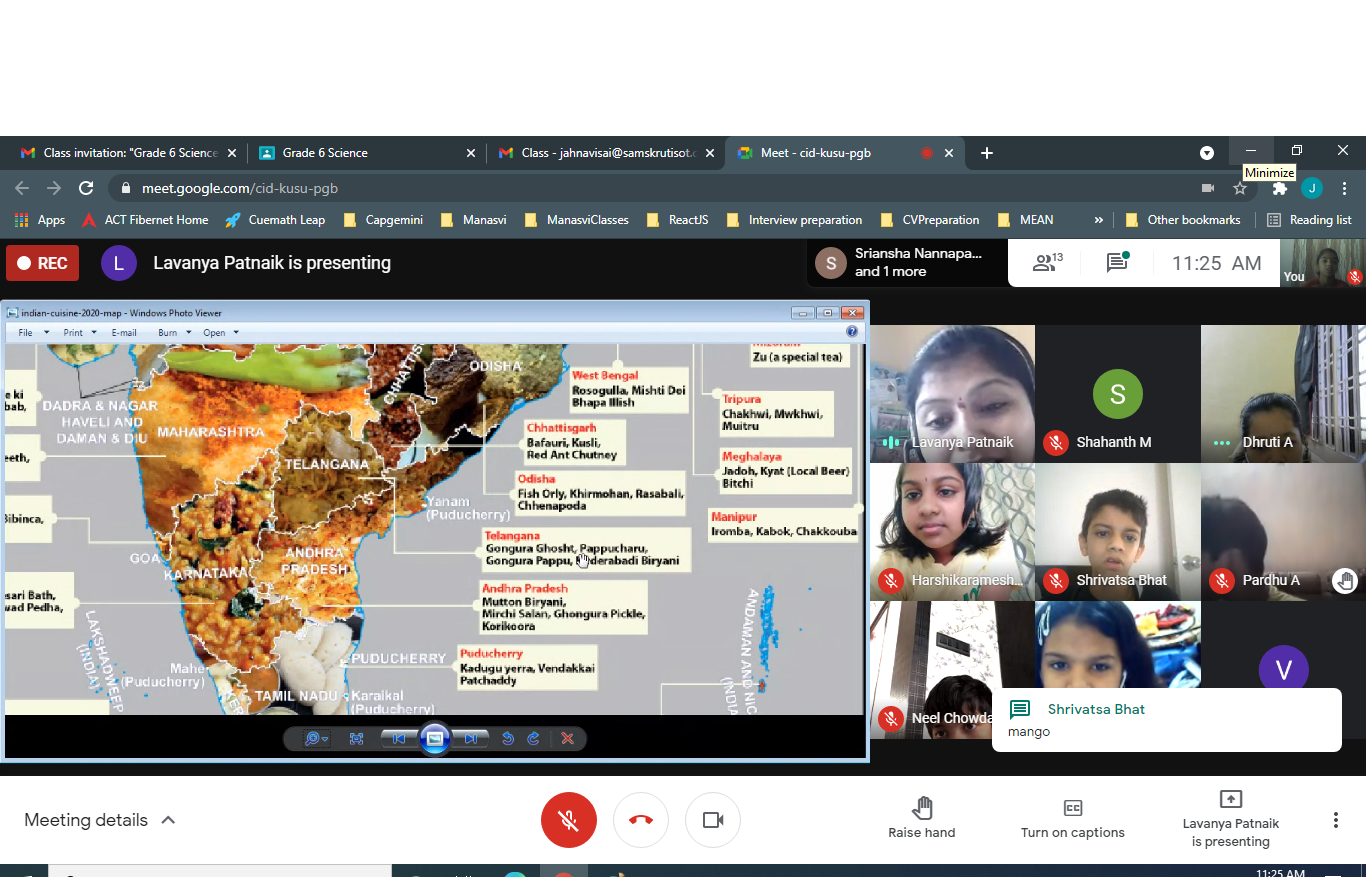 Class invitation: "Grade 6 Science
Grade 6 Science
Class - jahnavisai@samskrutisot.c
Meet - cid-kusu-pgb
Minimize
meet.google.com/cid-kusu-pgb
J
Apps
ACT Fibernet Home
Cuemath Leap
Capgemini
Manasvi
ManasviClasses
ReactJS
Interview preparation
CVPreparation
MEAN
»
Other bookmarks
Reading list
REC
L
Lavanya Patnaik is presenting
S
Sriansha Nannapa...
and 1 more
13
11:25 AM
You
indian-cuisine-2020-map - Windows Photo Viewer
File
Print
E-mail
Burn
Open
e ki
bab,
DADRA & NAGAR
HAVELI AND
DAMAN & DIU
MAHARASHTRA
eeth,
TELANGANA
ODISHA
Bibinca,
GOA
KARNATAKA
ANDHRA
PRADESH
Yanam
(Puducherry)
sari Bath,
wad Pedha,
LAKSHADWEEP
(INDIA)
Mahe
(Puducherry)
PUDUCHERRY
TAMIL NADU
Karaikal
(Puducherry)
West Bengal
Rosogulla, Mishti Doi
Bhapa Illish
Chhattisgarh
Bafauri, Kusli,
Red Ant Chutney
Odisha
Fish Orly, Khirmohan, Rasabali,
Chhenapoda
Telangana
Gongura Ghosht, Pappucharu,
Gongura Pappu, derabadi Biryani
Andhra Pradesh
Mutton Biryani,
Mirchi Salan, Ghongura Pickle,
Korikoora
Puducherry
Kadugu yerra, Vendakkai
Patchaddy
Zu (a special tea)
Tripura
Chakhwi, Mwkhwi,
Muitru
Meghalaya
Jadoh, Kyat (Local Beer)
Bitchi
Manipur
Iromba, Kabok, Chakkouba
ANDAMAN AND NIC
(INDI
Lavanya Patnaik
S
Shahanth M
Dhruti A
Harshikaramesh...
Shrivatsa Bhat
Pardhu A
Neel Chowda
V
Shrivatsa Bhat
mango
Meeting details
Raise hand
CC
Turn on captions
Lavanya Patnaik
is presenting
11:25 AM